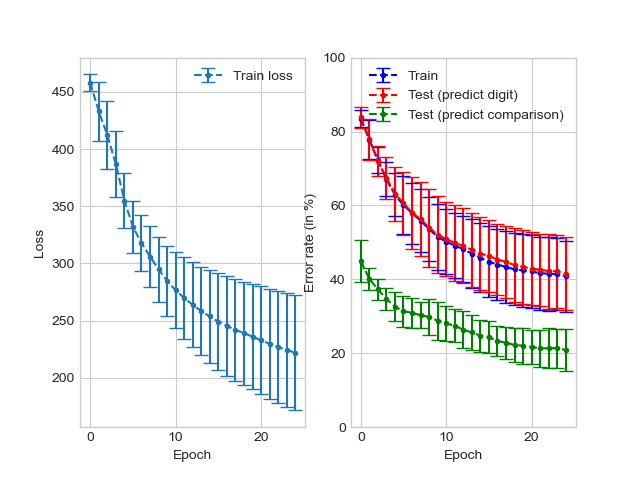 Train loss
450
400
350
300
250
200
0
10
20
Epoch
Loss
Train
Test (predict digit)
Test (predict comparison)
100
80
60
40
20
0
0
10
20
Epoch
Error rate (in %)